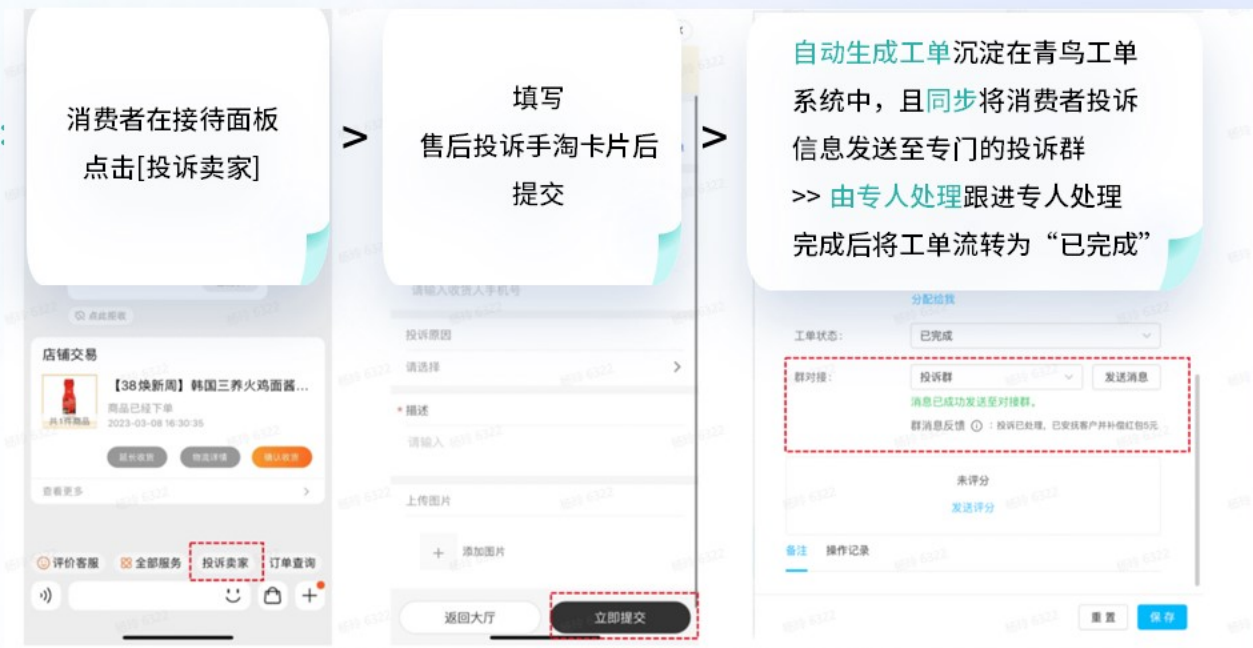 消费者在接待面板
点击[投诉卖家]
>
填写
售后投诉手淘卡片后
提交
>
自动生成工单沉淀在青鸟工单
系统中，且同步将消费者投诉
信息发送至专门的投诉群
>> 由专人处理跟进专人处理
完成后将工单流转为“已完成”
点此拒收
店铺交易
【38焕新周】韩国三养火鸡面酱...
商品已经下单
共1件商品
2023-03-08 16:30:35
延长收货
物流详情
确认收货
查看更多
评价客服
全部服务
投诉卖家
订单查询
请输入收货人手机号
投诉原因
请选择
* 描述
请输入
上传图片
添加图片
返回大厅
立即提交
分配给我
工单状态：
已完成
群对接：
投诉群
发送消息
消息已成功发送至对接群。
群消息反馈 ：投诉已处理，已安抚客户并补偿红包5元
未评分
发送评分
备注
操作记录
重置
保存